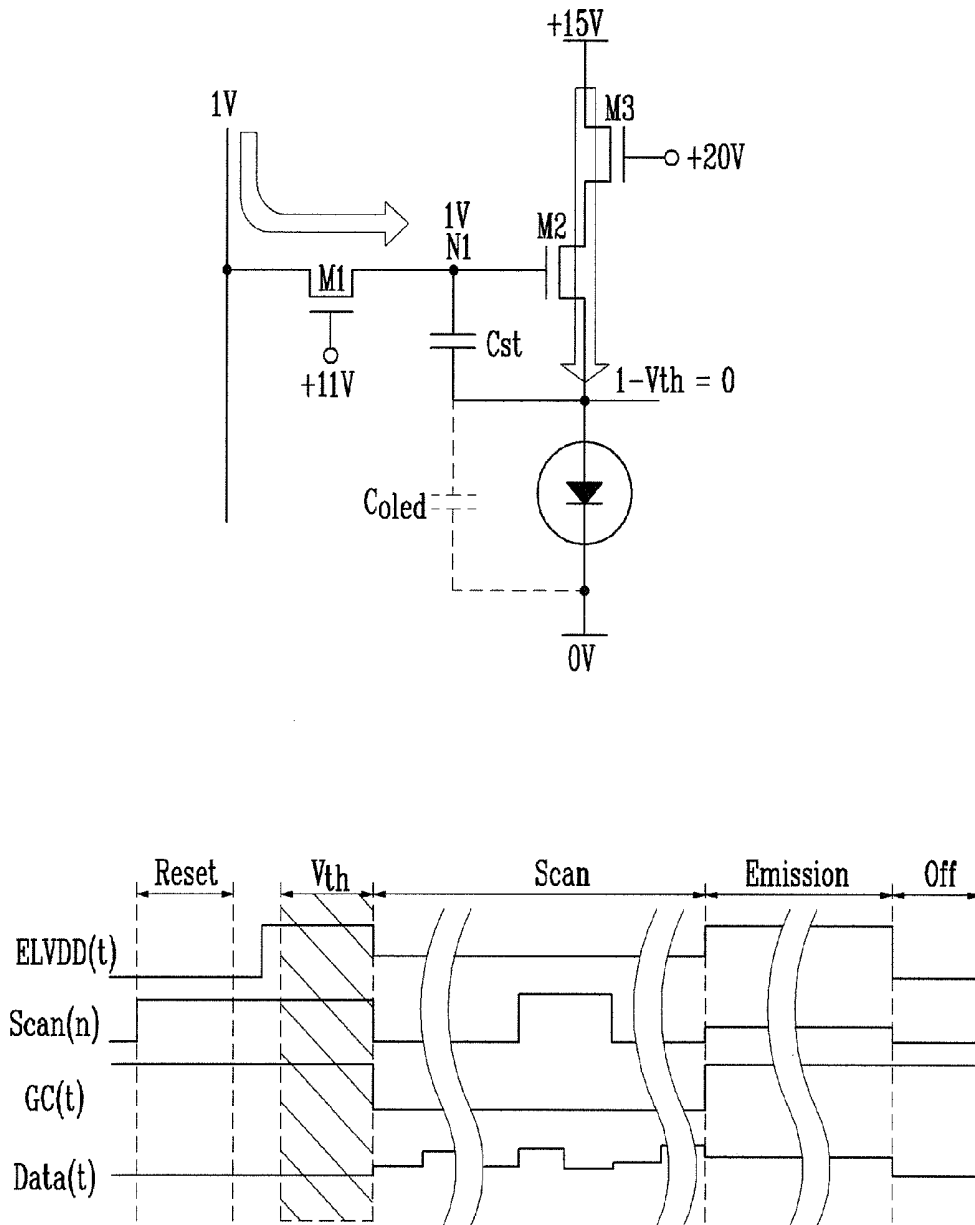 +15V
1V
M3
+20V
1V
N1
M2
M1
Cst
+11V
1-Vth = 0
Coled
0V
Reset
Vth
Scan
Emission
Off
ELVDD(t)
Scan(n)
GC(t)
Data(t)